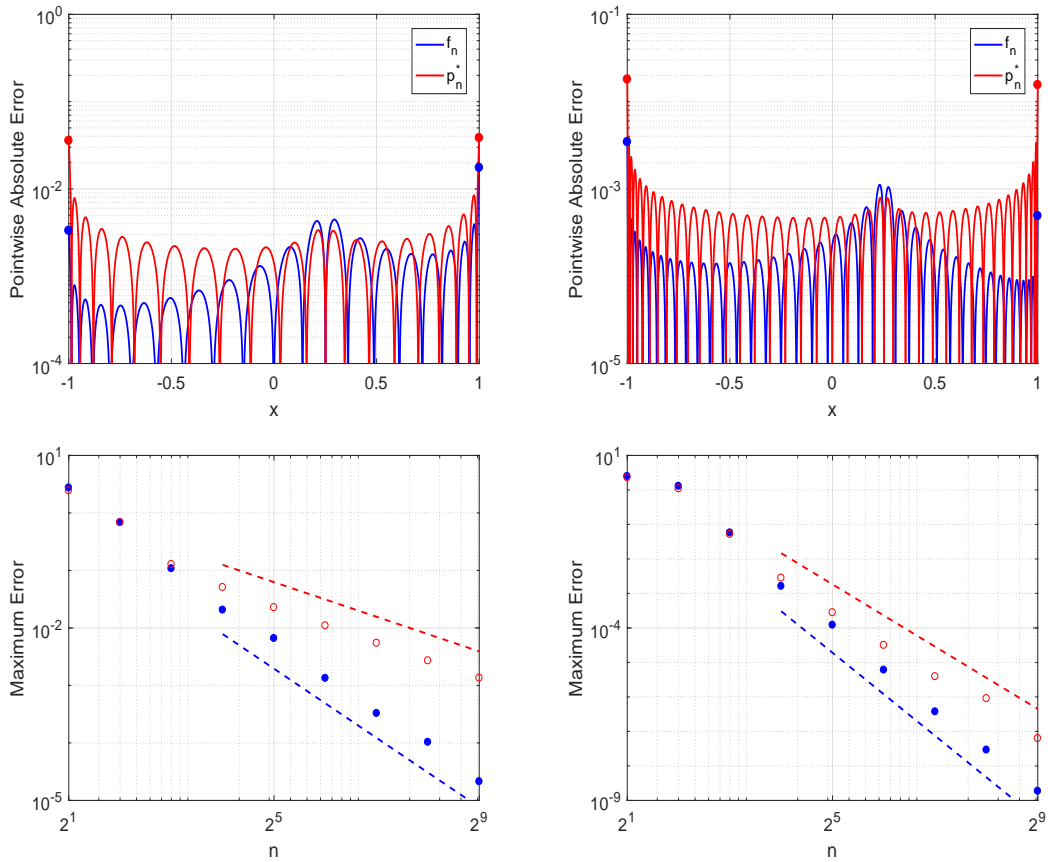 10^0
10^-2
10^-4
-1 -0.5 0 0.5 1
x
Pointwise Absolute Error
f_n
p_n^*
10^-1
10^-3
10^-5
-1 -0.5 0 0.5 1
x
Pointwise Absolute Error
f_n
p_n^*
10^1
10^-2
10^-5
2^1 2^5 2^9
n
Maximum Error
10^1
10^-4
10^-9
2^1 2^5 2^9
n
Maximum Error